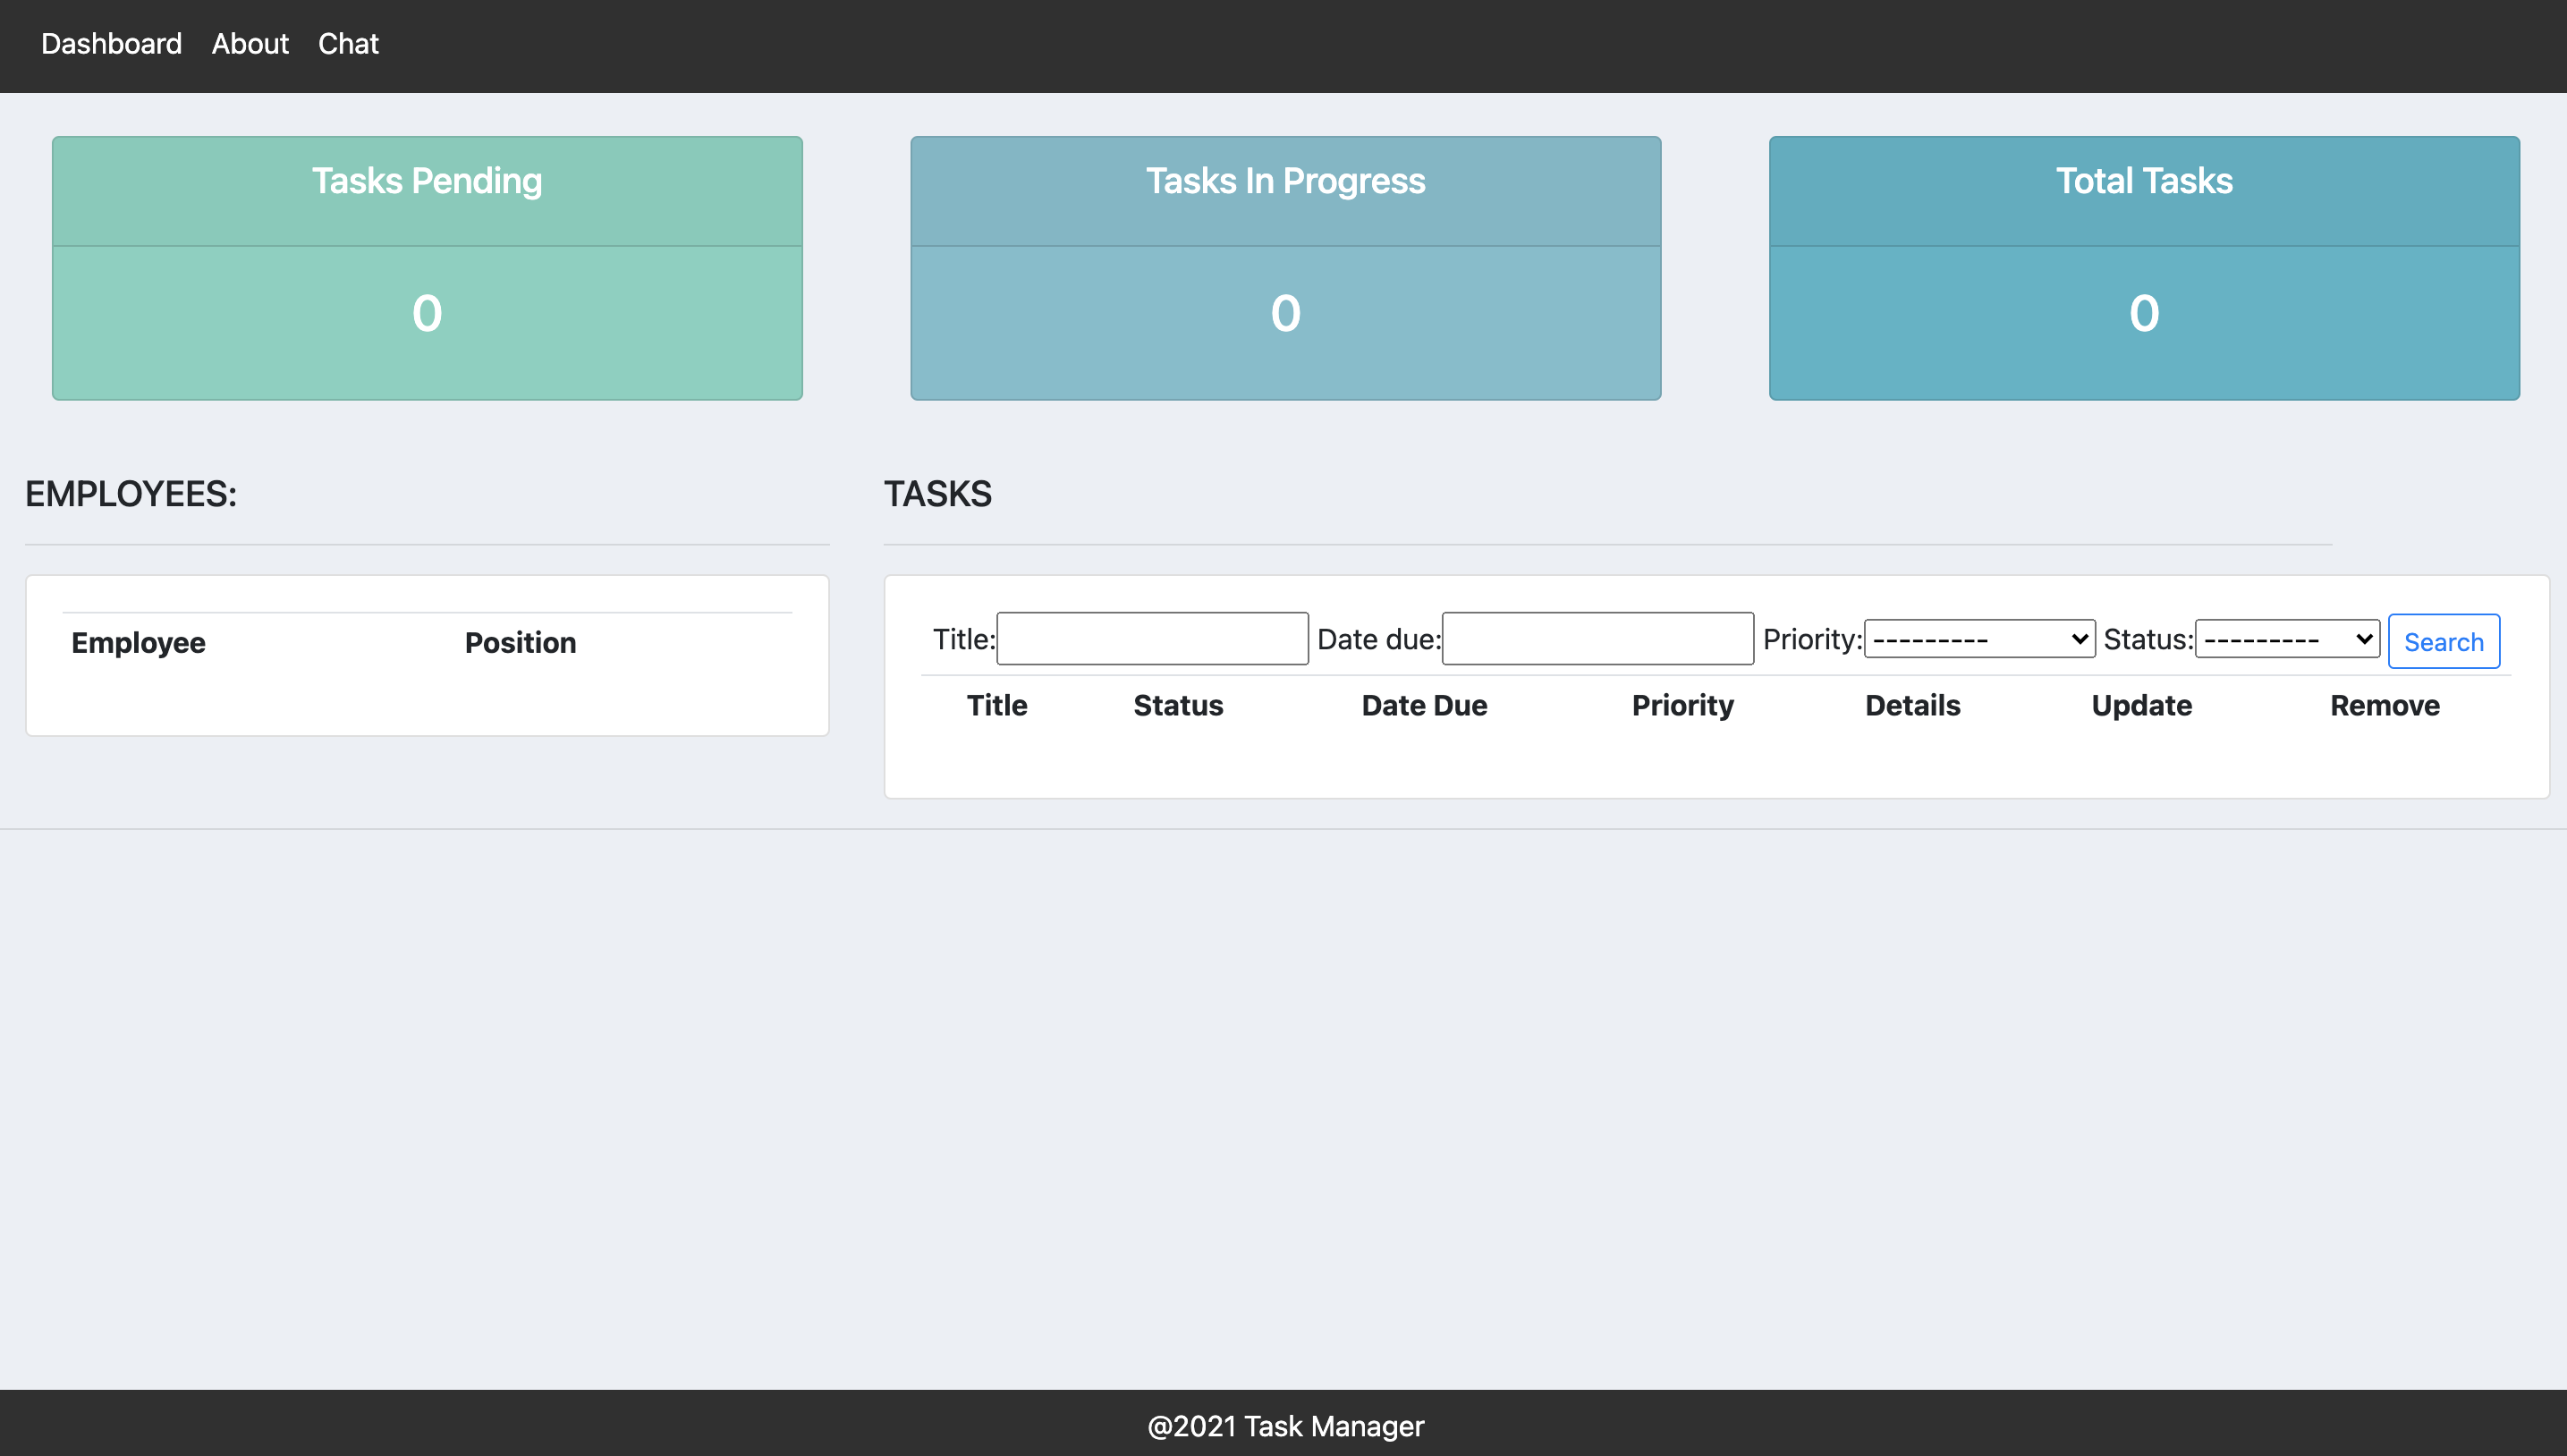 Dashboard About Chat
Tasks Pending
0
Tasks In Progress
0
Total Tasks
0
EMPLOYEES:
Employee Position
TASKS
Title: Date due: Priority: --------- Status: --------- Search
Title Status Date Due Priority Details Update Remove
@2021 Task Manager